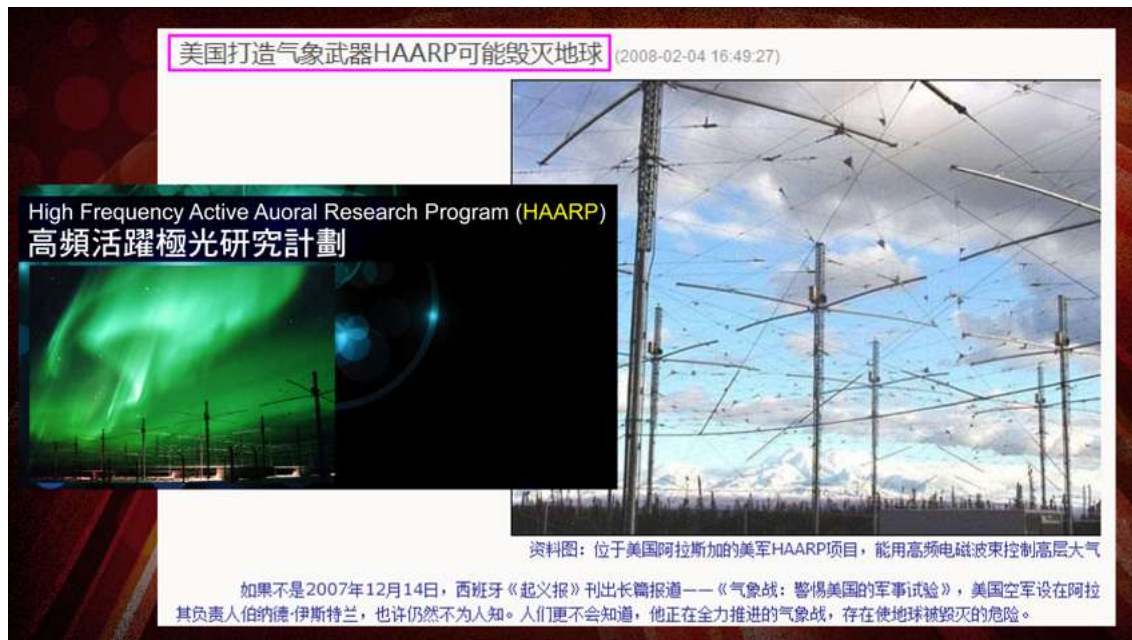 美国打造气象武器HAARP可能毁灭地球 (2008-02-04 16:49:27)
High Frequency Active Auoral Research Program (HAARP)
高頻活躍極光研究計劃
资料图：位于美国阿拉斯加的美军HAARP项目，能用高频电磁波束控制高层大气
如果不是2007年12月14日，西班牙《起义报》刊出长篇报道——《气象战：警惕美国的军事试验》，美国空军设在阿拉
其负责人伯纳德·伊斯特兰，也许仍然不为人知。人们更不会知道，他正在全力推进的气象战，存在使地球被毁灭的危险。